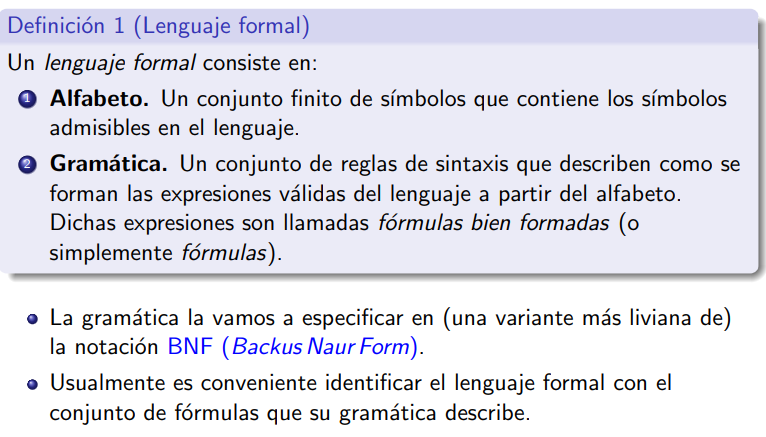 Definición 1 (Lenguaje formal)
Un lenguaje formal consiste en:
1 Alfabeto. Un conjunto finito de símbolos que contiene los símbolos
admisibles en el lenguaje.
2 Gramática. Un conjunto de reglas de sintaxis que describen como se
forman las expresiones válidas del lenguaje a partir del alfabeto.
Dichas expresiones son llamadas fórmulas bien formadas (o
simplemente fórmulas).
La gramática la vamos a especificar en (una variante más liviana de)
la notación BNF (Backus Naur Form).
Usualmente es conveniente identificar el lenguaje formal con el
conjunto de fórmulas que su gramática describe.